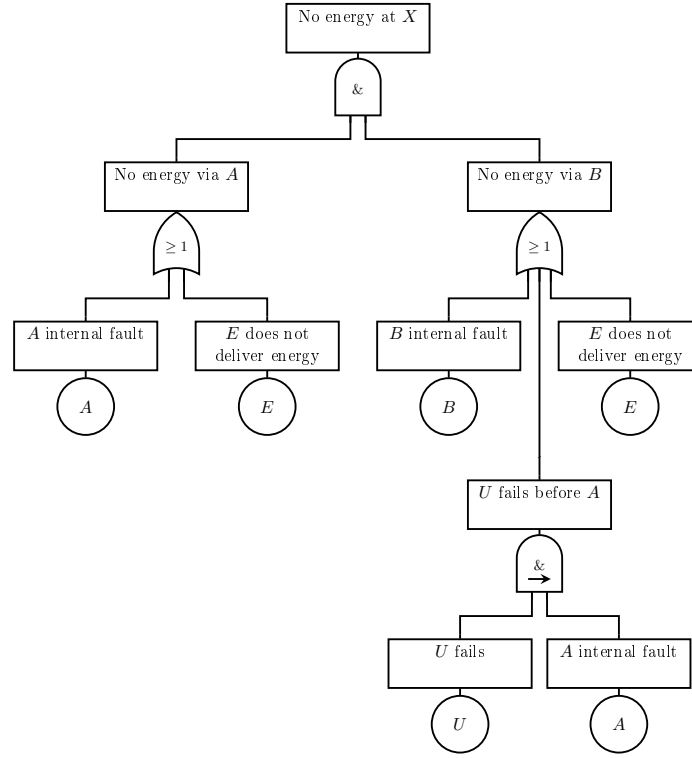 No energy at X
&
No energy via A
No energy via B
≥ 1
≥ 1
A internal fault
E does not
deliver energy
B internal fault
E does not
deliver energy
A
E
B
E
U fails before A
&
U fails
A internal fault
U
A